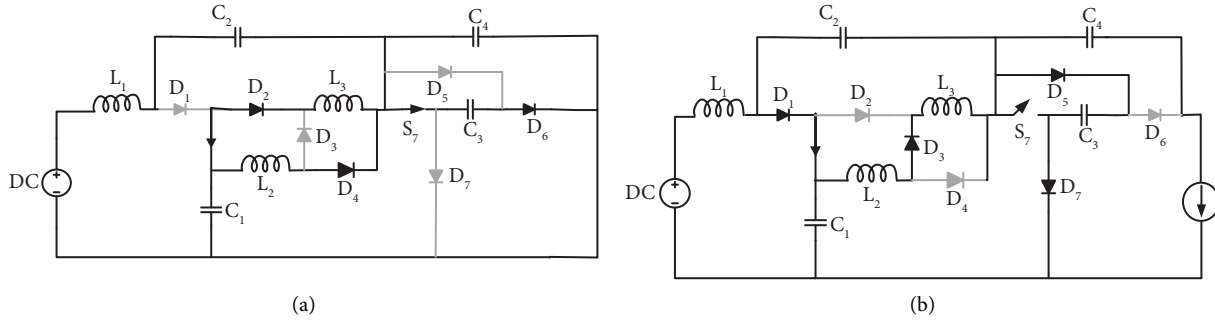 C₂
C₄
L₁
D₁
D₂
L₃
D₅
S₇
C₃
D₆
D₃
L₂
D₄
D₇
DC
C₁
(a)
C₂
C₄
L₁
D₁
D₂
L₃
D₅
S₇
C₃
D₆
D₃
L₂
D₄
D₇
DC
C₁
(b)